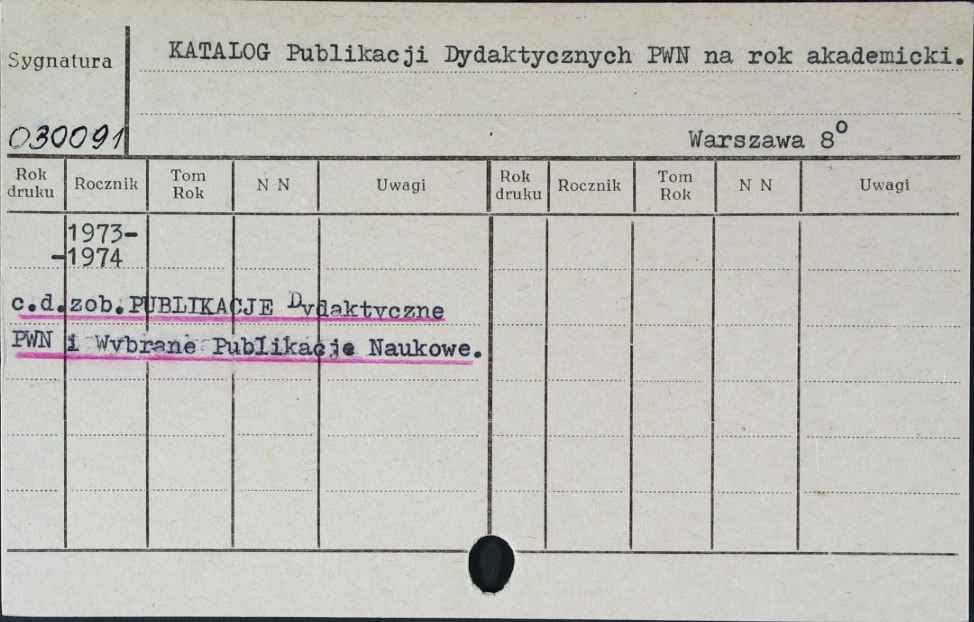 Sygnatura
KATALOG Publikacji Dydaktycznych PWN na rok akademicki.
030091
Warszawa 8°
Rok druku Rocznik Tom Rok N N Uwagi Rok druku Rocznik Tom Rok N N Uwagi
1973-
-1974
c.d.zob.PUBLIKACJE Dydaktyczne
PWN i Wybrane Publikacje Naukowe.